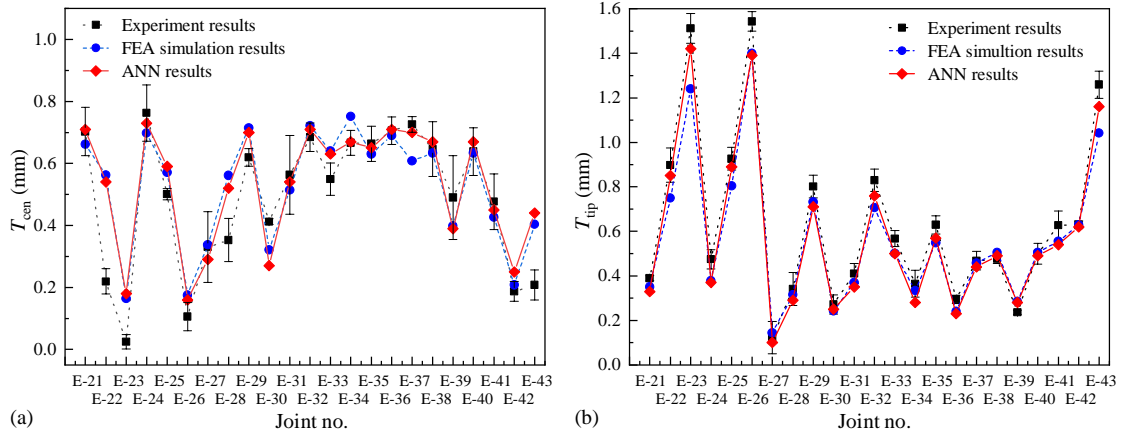 Experiment results
FEA simulation results
ANN results
1.0
0.8
0.6
0.4
0.2
0.0
T_cen (mm)
E-21 E-23 E-25 E-27 E-29 E-31 E-33 E-35 E-37 E-39 E-41 E-43
E-22 E-24 E-26 E-28 E-30 E-32 E-34 E-36 E-38 E-40 E-42
Joint no.
(a)
Experiment results
FEA simultion results
ANN results
1.6
1.4
1.2
1.0
0.8
0.6
0.4
0.2
0.0
T_tip (mm)
E-21 E-23 E-25 E-27 E-29 E-31 E-33 E-35 E-37 E-39 E-41 E-43
E-22 E-24 E-26 E-28 E-30 E-32 E-34 E-36 E-38 E-40 E-42
Joint no.
(b)